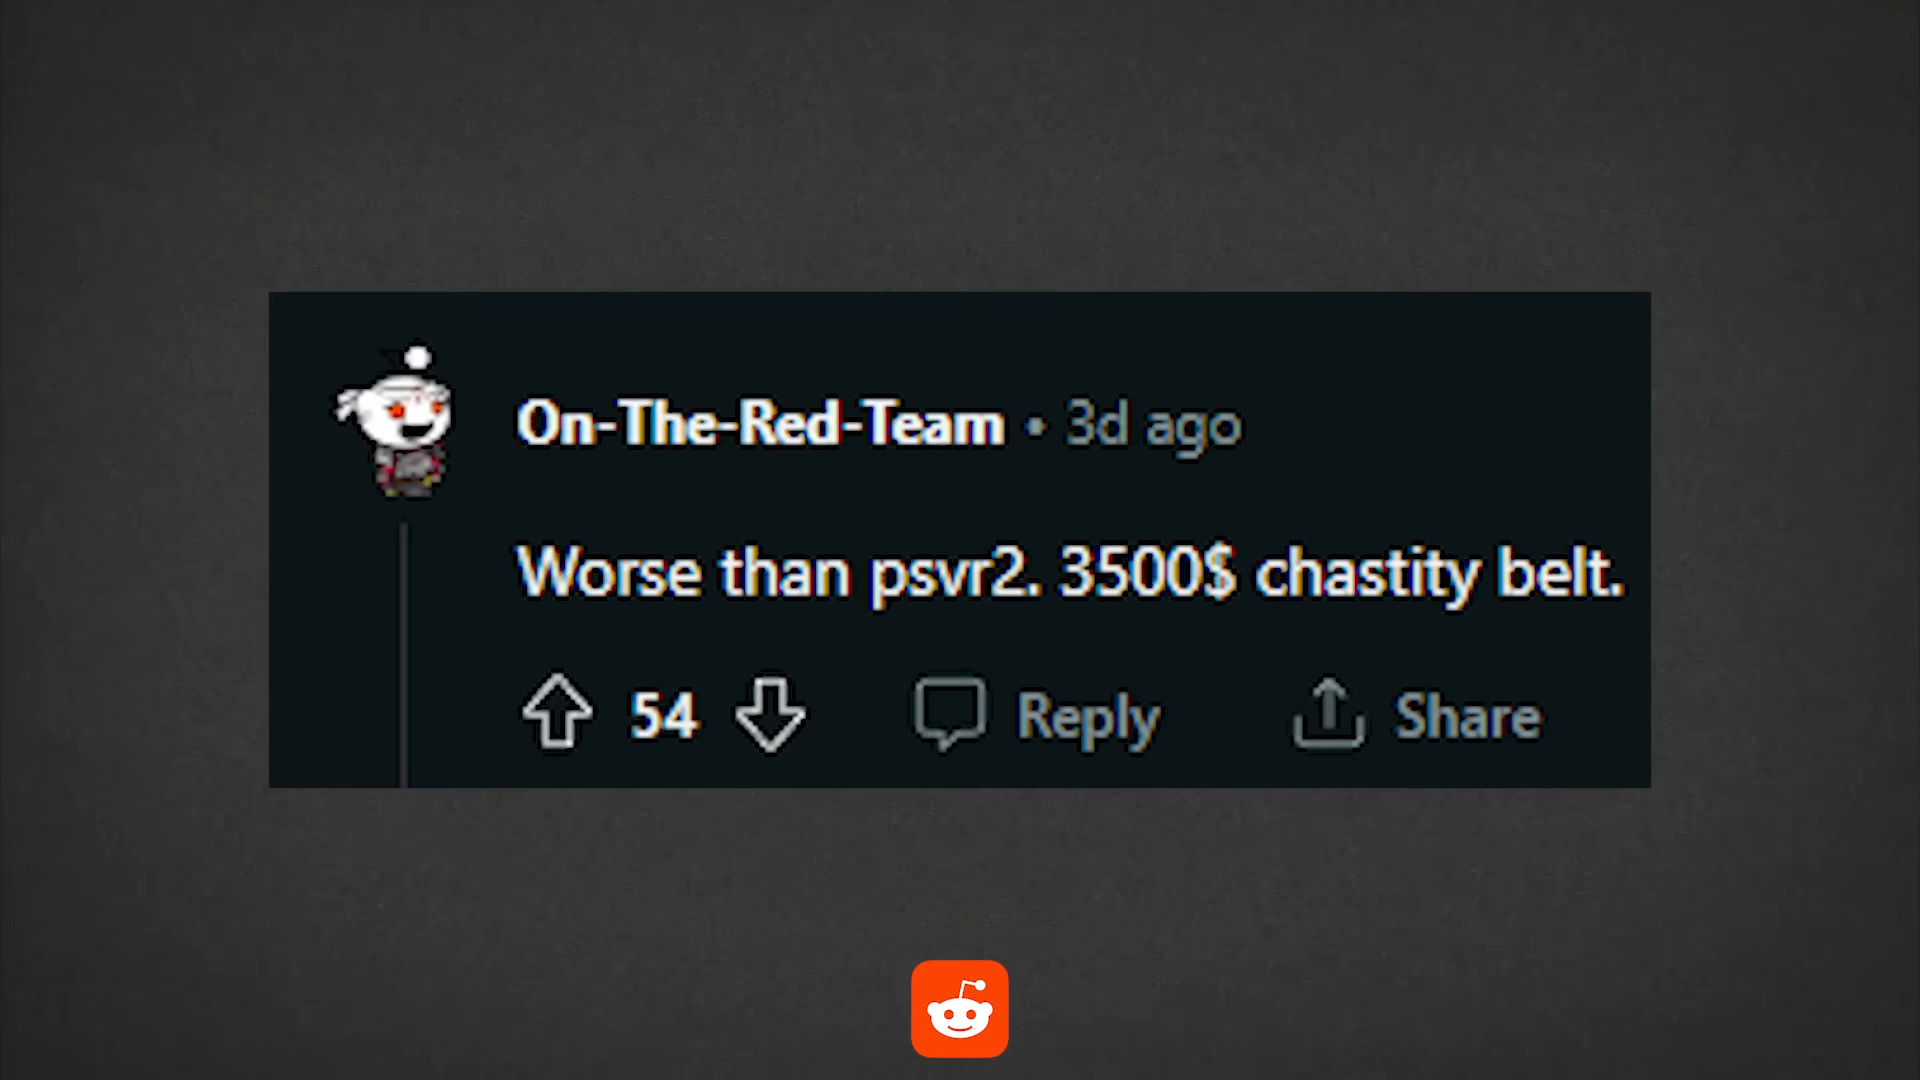 On-The-Red-Team • 3d ago
Worse than psvr2. 3500$ chastity belt.
54 Reply Share